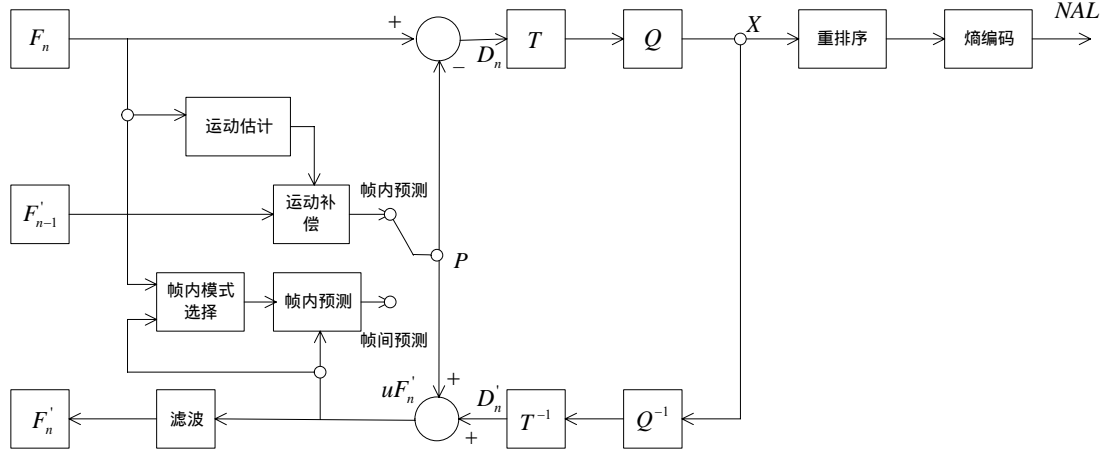 NAL
F_n
+
−
D_n
T
Q
X
重排序
熵编码
运动估计
F'_{n-1}
运动补
偿
帧内预测
P
帧内模式
选择
帧内预测
帧间预测
F'_n
滤波
uF'_n
+
+
D'_n
T^{-1}
Q^{-1}